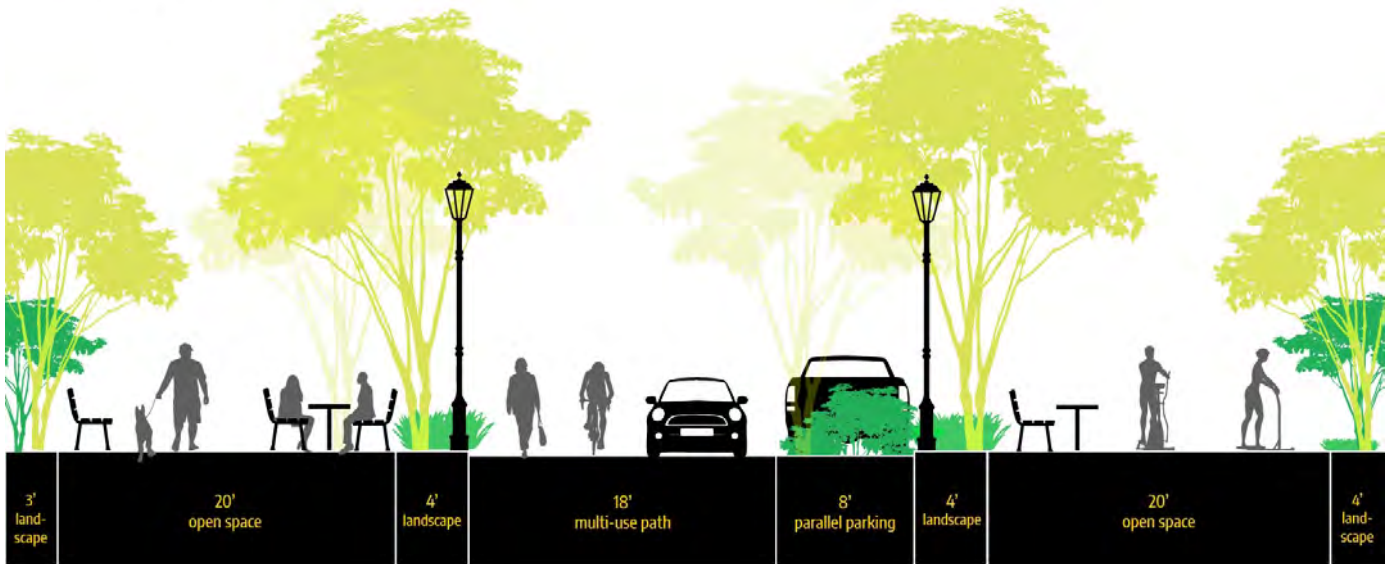 3'
land-
scape
20'
open space
4'
landscape
18'
multi-use path
8'
parallel parking
4'
landscape
20'
open space
4'
land-
scape